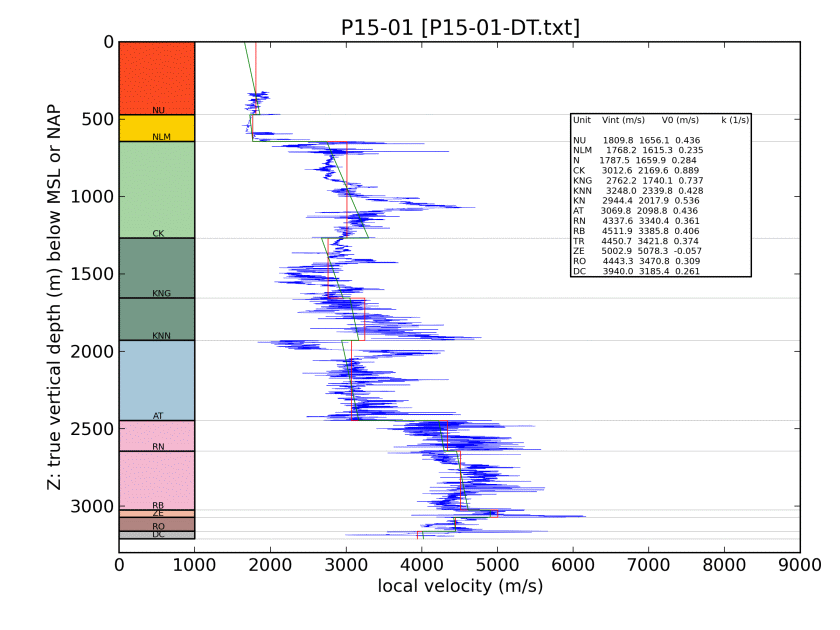 P15-01 [P15-01-DT.txt]
Z: true vertical depth (m) below MSL or NAP
0
500
1000
1500
2000
2500
3000
NU
NLM
CK
KNG
KNN
AT
RN
RB
ZE
RO
DC
Unit Vint (m/s) V0 (m/s) k (1/s)
NU 1809.8 1656.1 0.436
NLM 1768.2 1615.3 0.235
N 1787.5 1659.9 0.284
CK 3012.6 2169.6 0.889
KNG 2762.2 1740.1 0.737
KNN 3248.0 2339.8 0.428
KN 2944.4 2017.9 0.536
AT 3069.8 2098.8 0.436
RN 4337.6 3340.4 0.361
RB 4511.9 3385.8 0.406
TR 4450.7 3421.8 0.374
ZE 5002.9 5078.3 -0.057
RO 4443.3 3470.8 0.309
DC 3940.0 3185.4 0.261
0 1000 2000 3000 4000 5000 6000 7000 8000 9000
local velocity (m/s)